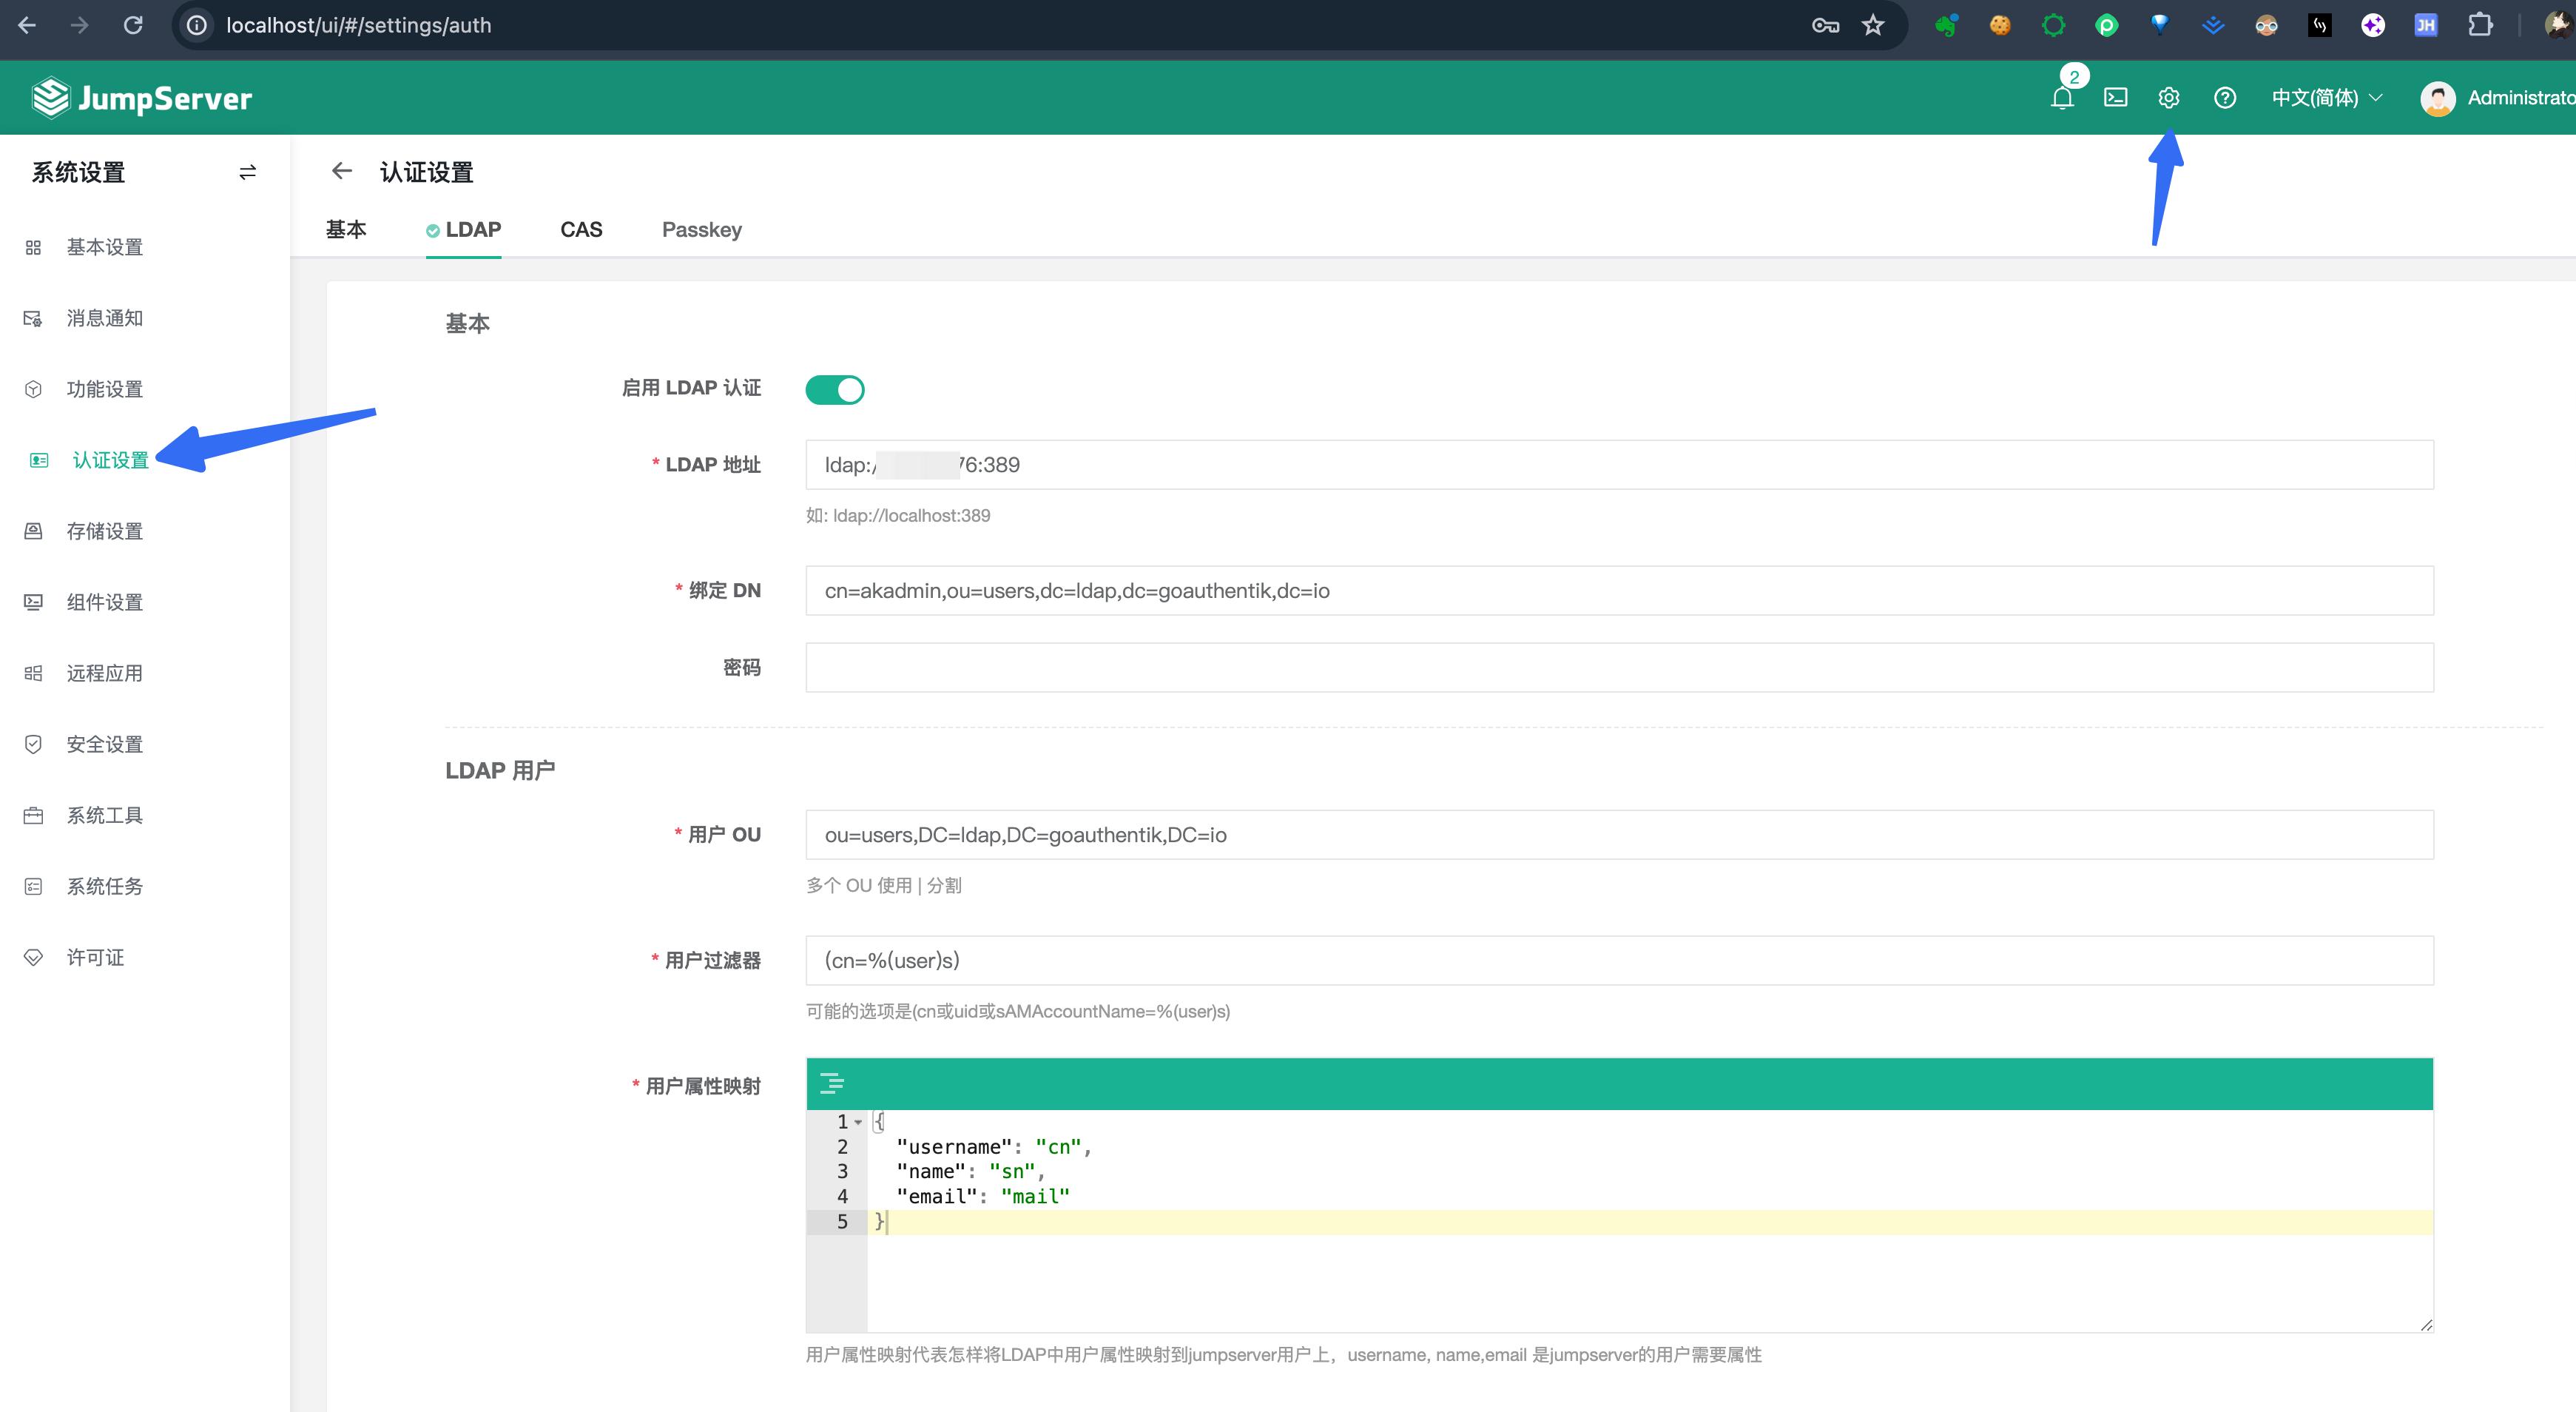 localhost/ui/#/settings/auth
JH
JumpServer
2
中文(简体)
Administrato
系统设置
基本设置
消息通知
功能设置
认证设置
存储设置
组件设置
远程应用
安全设置
系统工具
系统任务
许可证
认证设置
基本
LDAP
CAS
Passkey
基本
启用 LDAP 认证
* LDAP 地址
ldap:/ 76:389
如: ldap://localhost:389
* 绑定 DN
cn=akadmin,ou=users,dc=ldap,dc=goauthentik,dc=io
密码
LDAP 用户
* 用户 OU
ou=users,DC=ldap,DC=goauthentik,DC=io
多个 OU 使用 | 分割
* 用户过滤器
(cn=%(user)s)
可能的选项是(cn或uid或sAMAccountName=%(user)s)
* 用户属性映射
1 {
2 "username": "cn",
3 "name": "sn",
4 "email": "mail"
5 }
用户属性映射代表怎样将LDAP中用户属性映射到jumpserver用户上，username, name,email 是jumpserver的用户需要属性